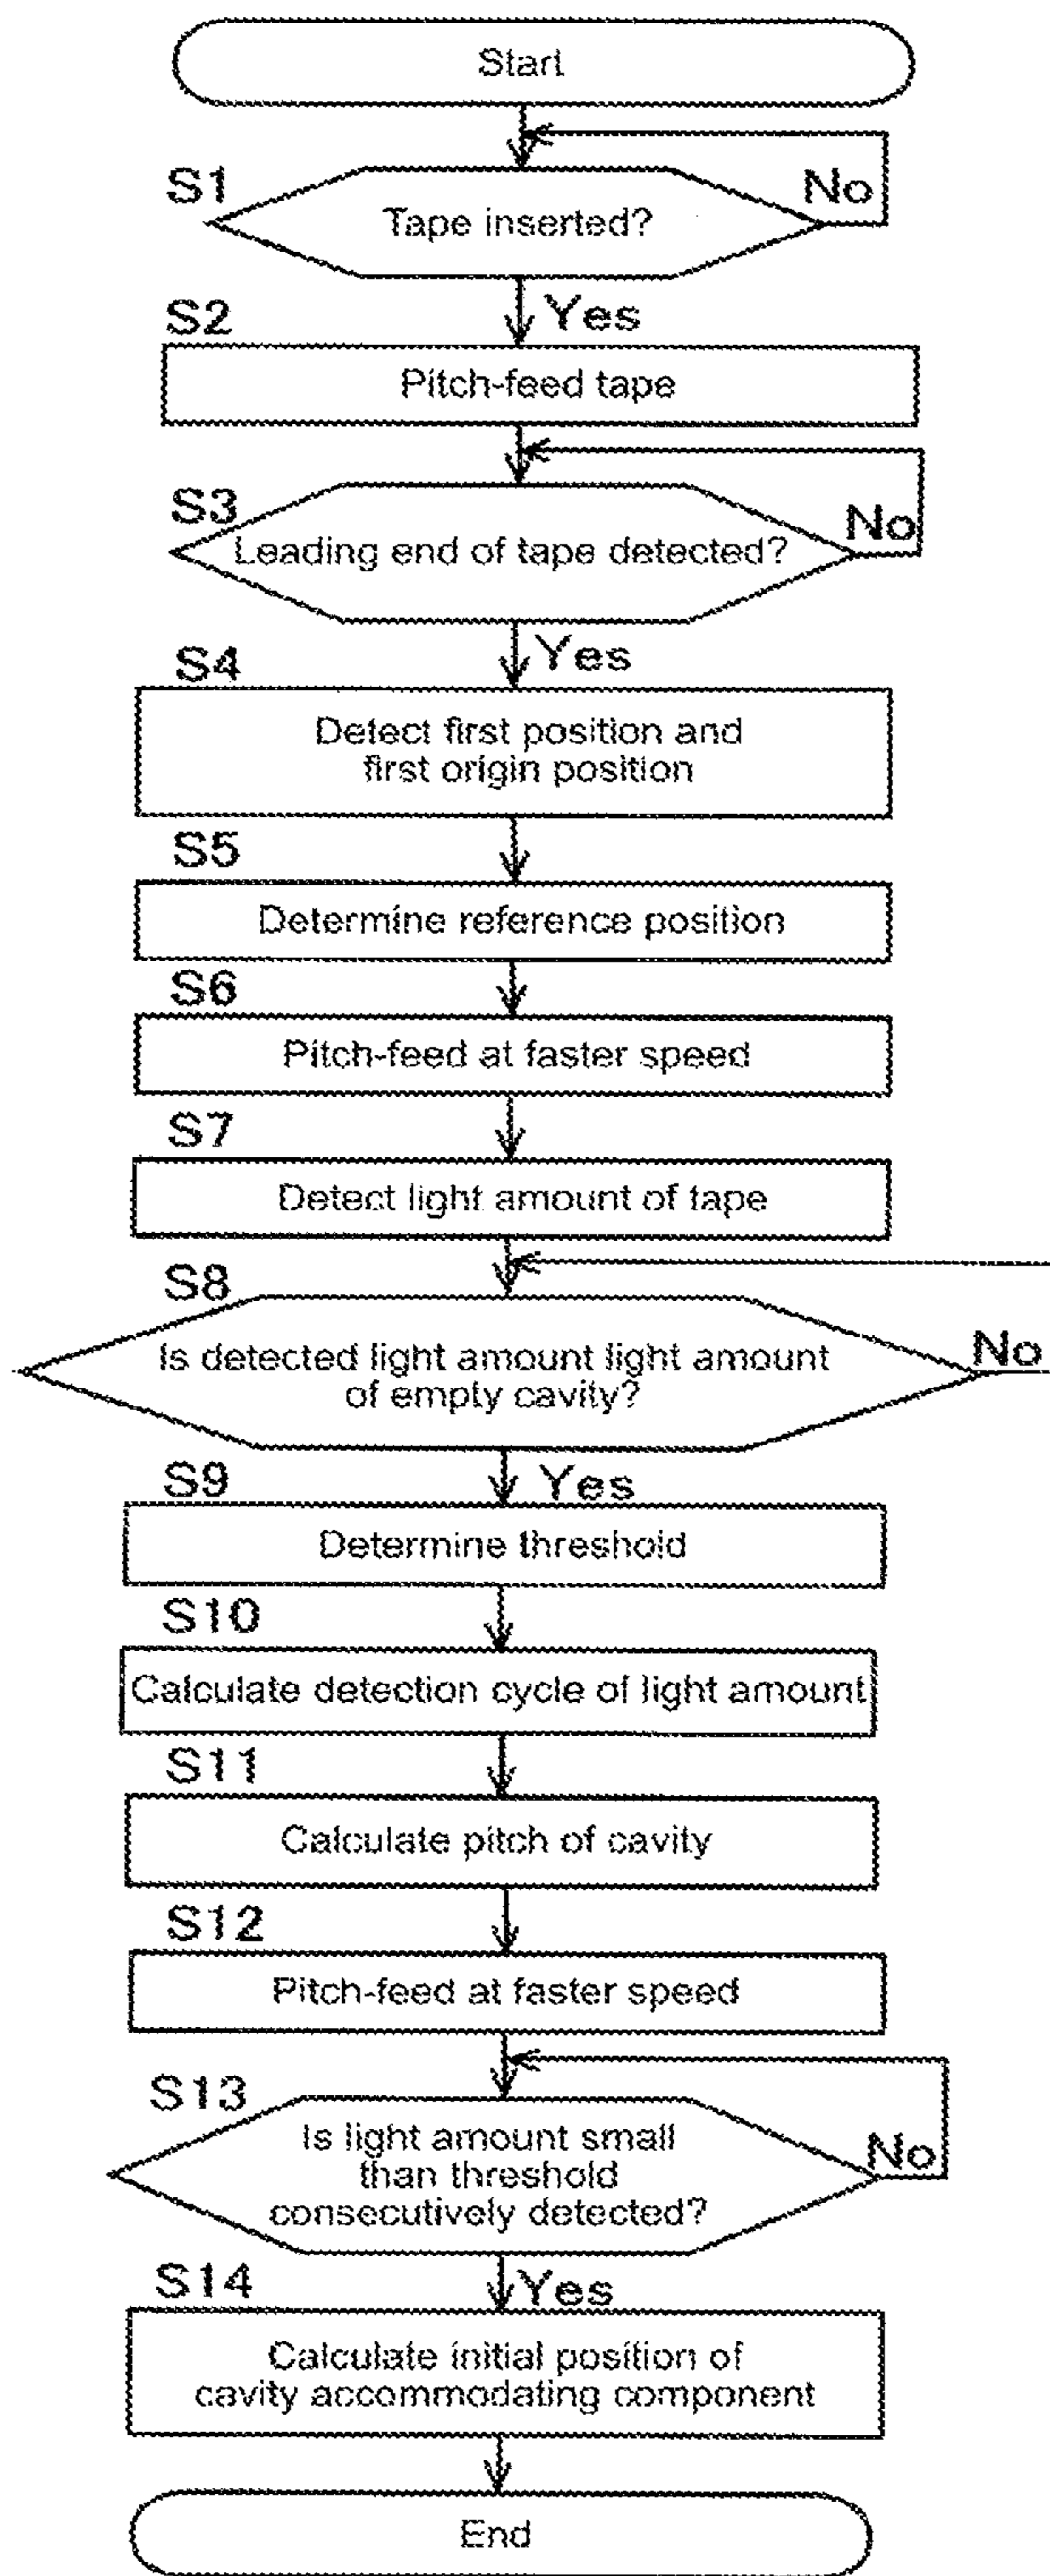 Start
S1
Tape inserted?
No
Yes
S2
Pitch-feed tape
S3
Leading end of tape detected?
No
Yes
S4
Detect first position and
first origin position
S5
Determine reference position
S6
Pitch-feed at faster speed
S7
Detect light amount of tape
S8
Is detected light amount light amount
of empty cavity?
No
Yes
S9
Determine threshold
S10
Calculate detection cycle of light amount
S11
Calculate pitch of cavity
S12
Pitch-feed at faster speed
S13
Is light amount small
than threshold
consecutively detected?
No
Yes
S14
Calculate initial position of
cavity accommodating component
End